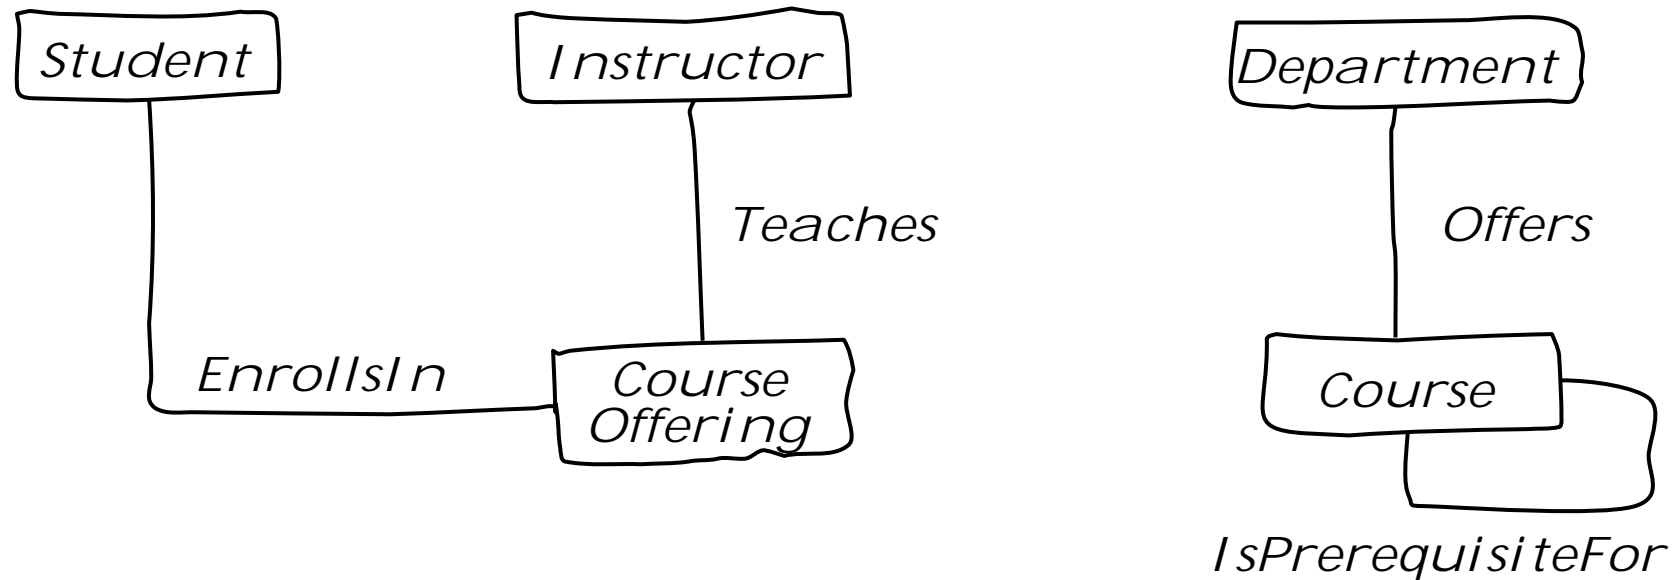 Student
Instructor
Department
Teaches
Offers
EnrollsIn
Course
Offering
Course
IsPrerequisiteFor